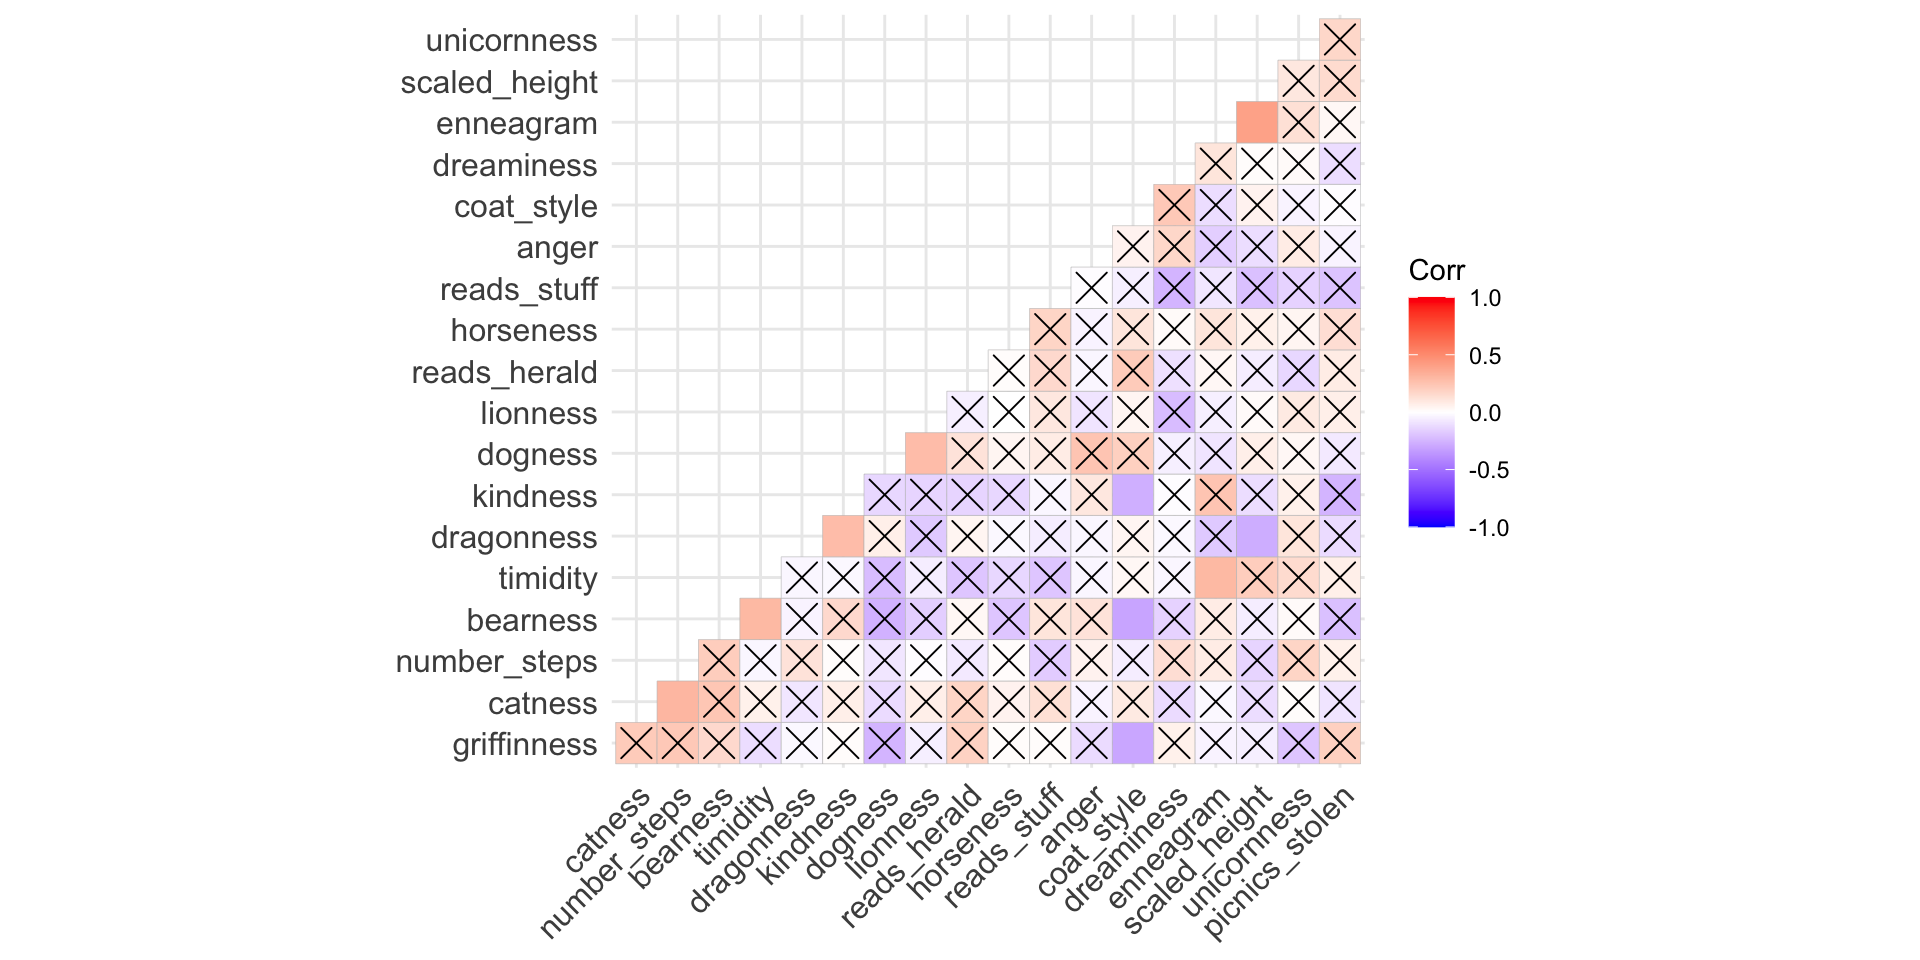 unicornness
scaled_height
enneagram
dreaminess
coat_style
anger
reads_stuff
horseness
reads_herald
lionness
dogness
kindness
dragonness
timidity
bearness
number_steps
catness
griffinness
catness
number_steps
bearness
timidity
dragonness
kindness
dogness
lionness
reads_herald
horseness
reads_stuff
anger
coat_style
dreaminess
enneagram
scaled_height
unicornness
picnics_stolen
Corr
1.0
0.5
0.0
-0.5
-1.0